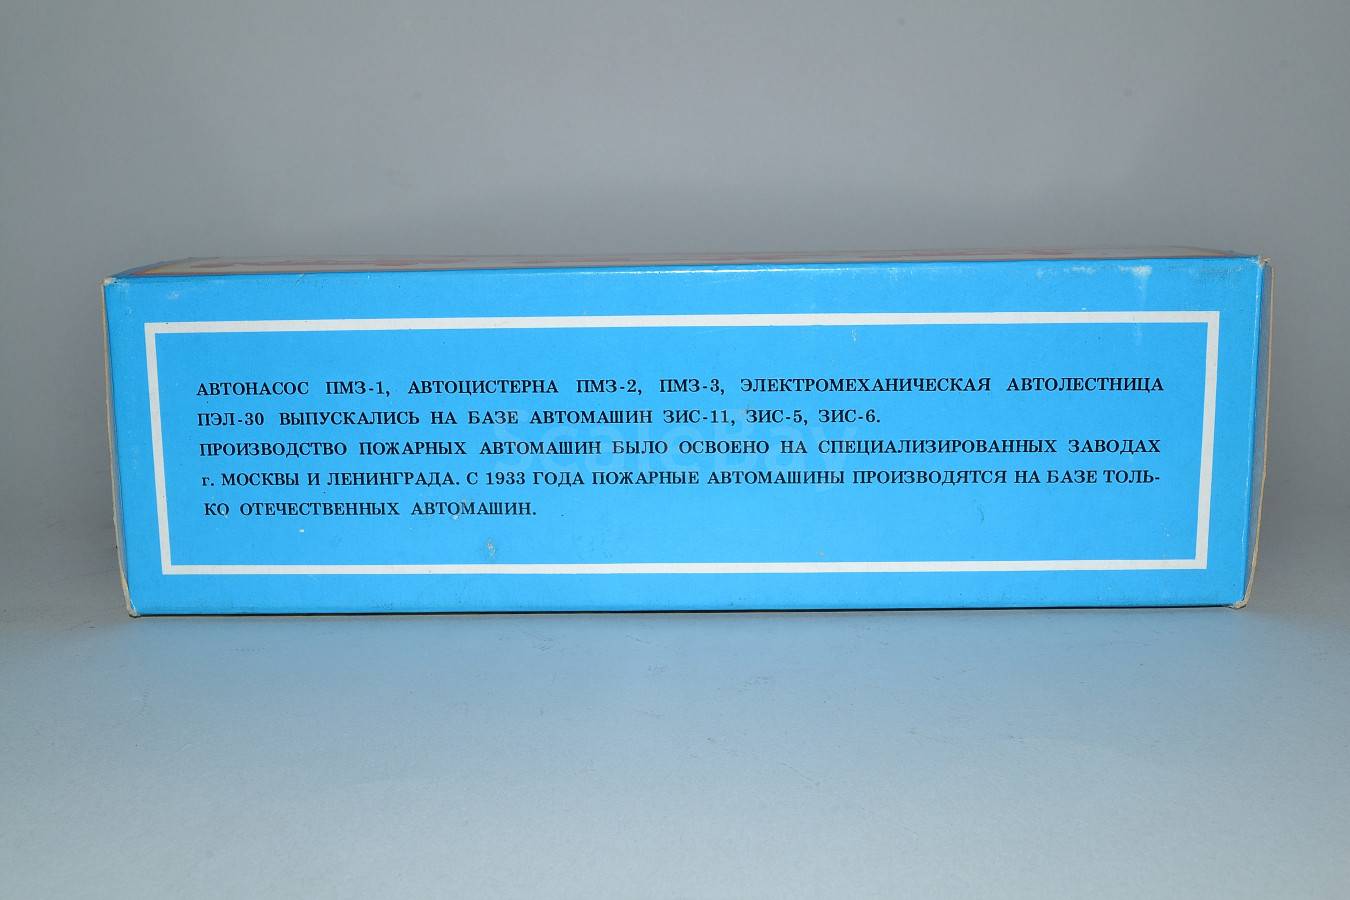 АВТОНАСОС ПМЗ-1, АВТОЦИСТЕРНА ПМЗ-2, ПМЗ-3, ЭЛЕКТРОМЕХАНИЧЕСКАЯ АВТОЛЕСТНИЦА
ПЭЛ-30 ВЫПУСКАЛИСЬ НА БАЗЕ АВТОМАШИН ЗИС-11, ЗИС-5, ЗИС-6.
ПРОИЗВОДСТВО ПОЖАРНЫХ АВТОМАШИН БЫЛО ОСВОЕНО НА СПЕЦИАЛИЗИРОВАННЫХ ЗАВОДАХ
г. МОСКВЫ И ЛЕНИНГРАДА. С 1933 ГОДА ПОЖАРНЫЕ АВТОМАШИНЫ ПРОИЗВОДЯТСЯ НА БАЗЕ ТОЛЬ-
КО ОТЕЧЕСТВЕННЫХ АВТОМАШИН.
scaleBay